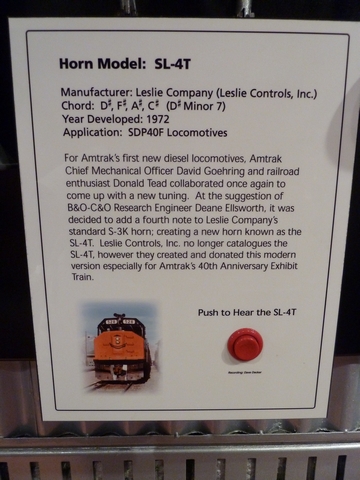 Horn Model: SL-4T
Manufacturer: Leslie Company (Leslie Controls, Inc.)
Chord: D♯, F♯, A♯, C♯ (D♯ Minor 7)
Year Developed: 1972
Application: SDP40F Locomotives
For Amtrak's first new diesel locomotives, Amtrak
Chief Mechanical Officer David Goehring and railroad
enthusiast Donald Tead collaborated once again to
come up with a new tuning. At the suggestion of
B&O-C&O Research Engineer Deane Ellsworth, it was
decided to add a fourth note to Leslie Company's
standard S-3K horn; creating a new horn known as the
SL-4T. Leslie Controls, Inc. no longer catalogues the
SL-4T, however they created and donated this modern
version especially for Amtrak's 40th Anniversary Exhibit
Train.
Push to Hear the SL-4T